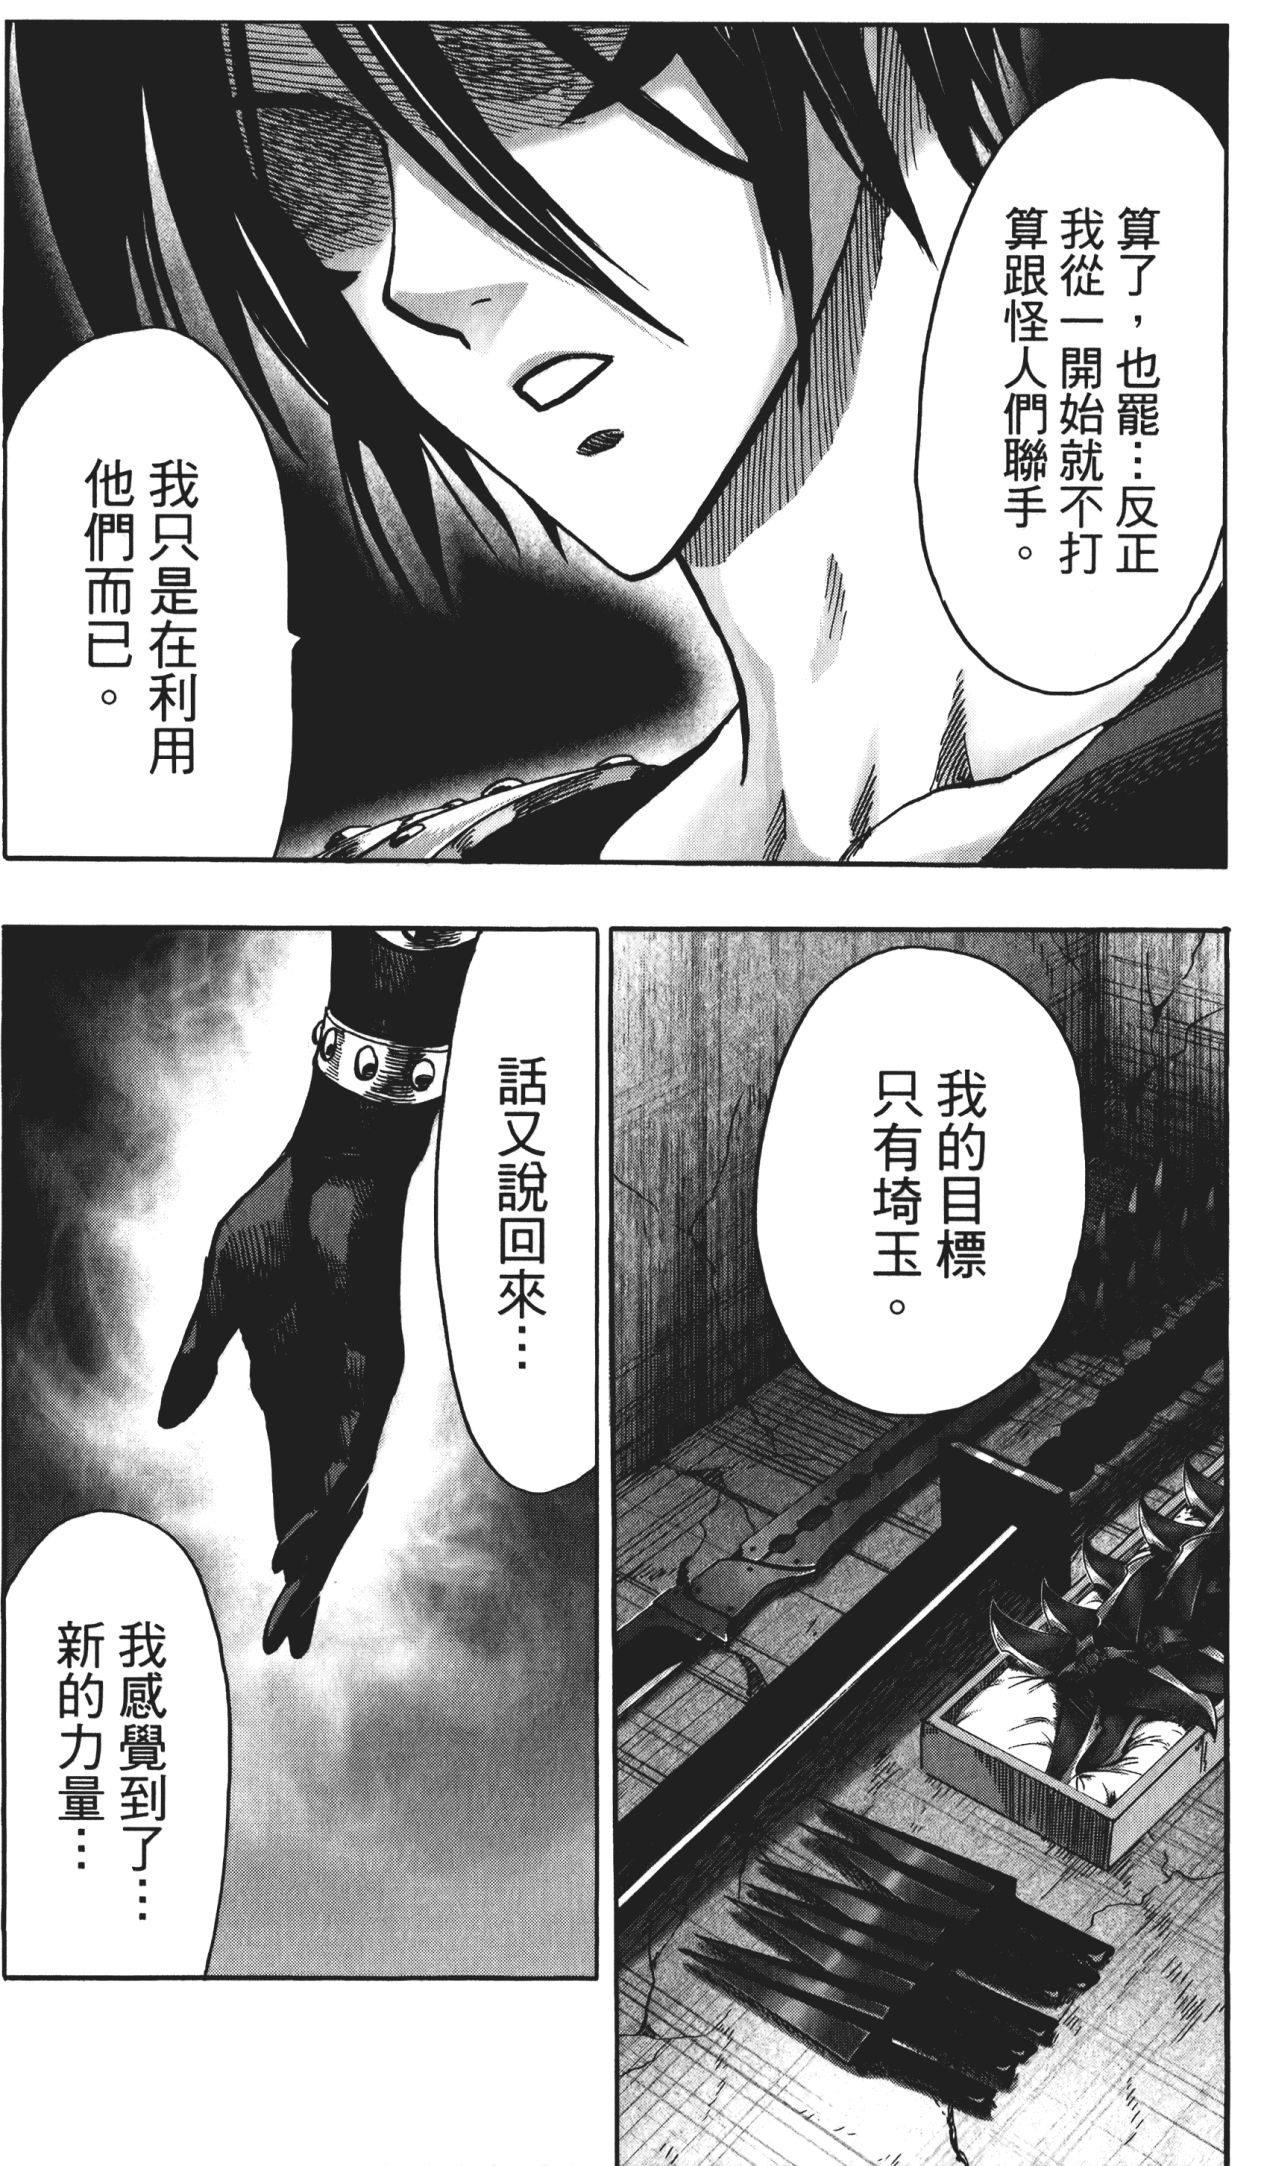 算了，也罷…反正
我從一開始就不打
算跟怪人們聯手。
我只是在利用
他們而已。
我的目標
只有埼玉。
話又說回來…
我感覺到了…
新的力量…